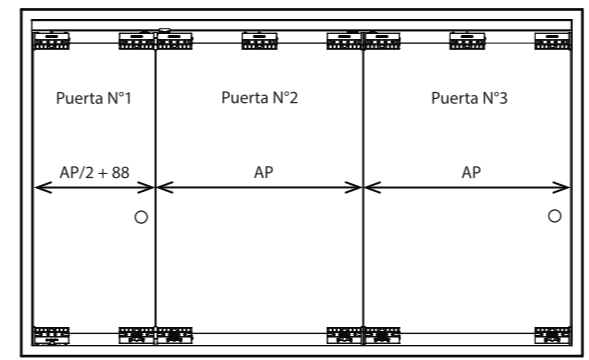 Puerta N°1
Puerta N°2
Puerta N°3
AP/2 + 88
AP
AP